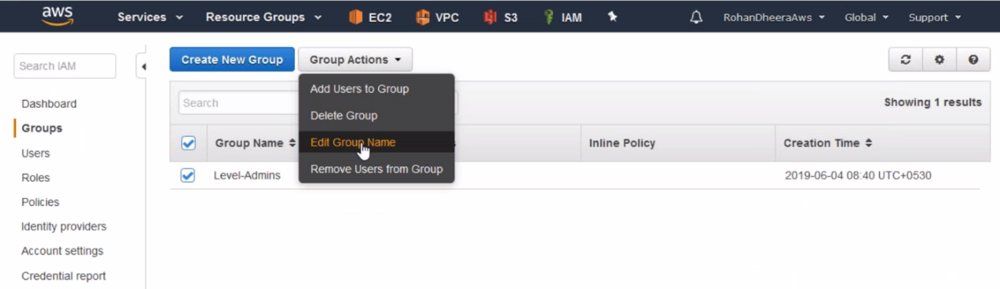 aws Services Resource Groups EC2 VPC S3 IAM RohanDheeraAws Global Support
Search IAM
Dashboard
Groups
Users
Roles
Policies
Identity providers
Account settings
Credential report
Create New Group Group Actions
Add Users to Group
Delete Group
Edit Group Name
Remove Users from Group
Search Showing 1 results
Group Name Inline Policy Creation Time
Level-Admins 2019-06-04 08:40 UTC+0530